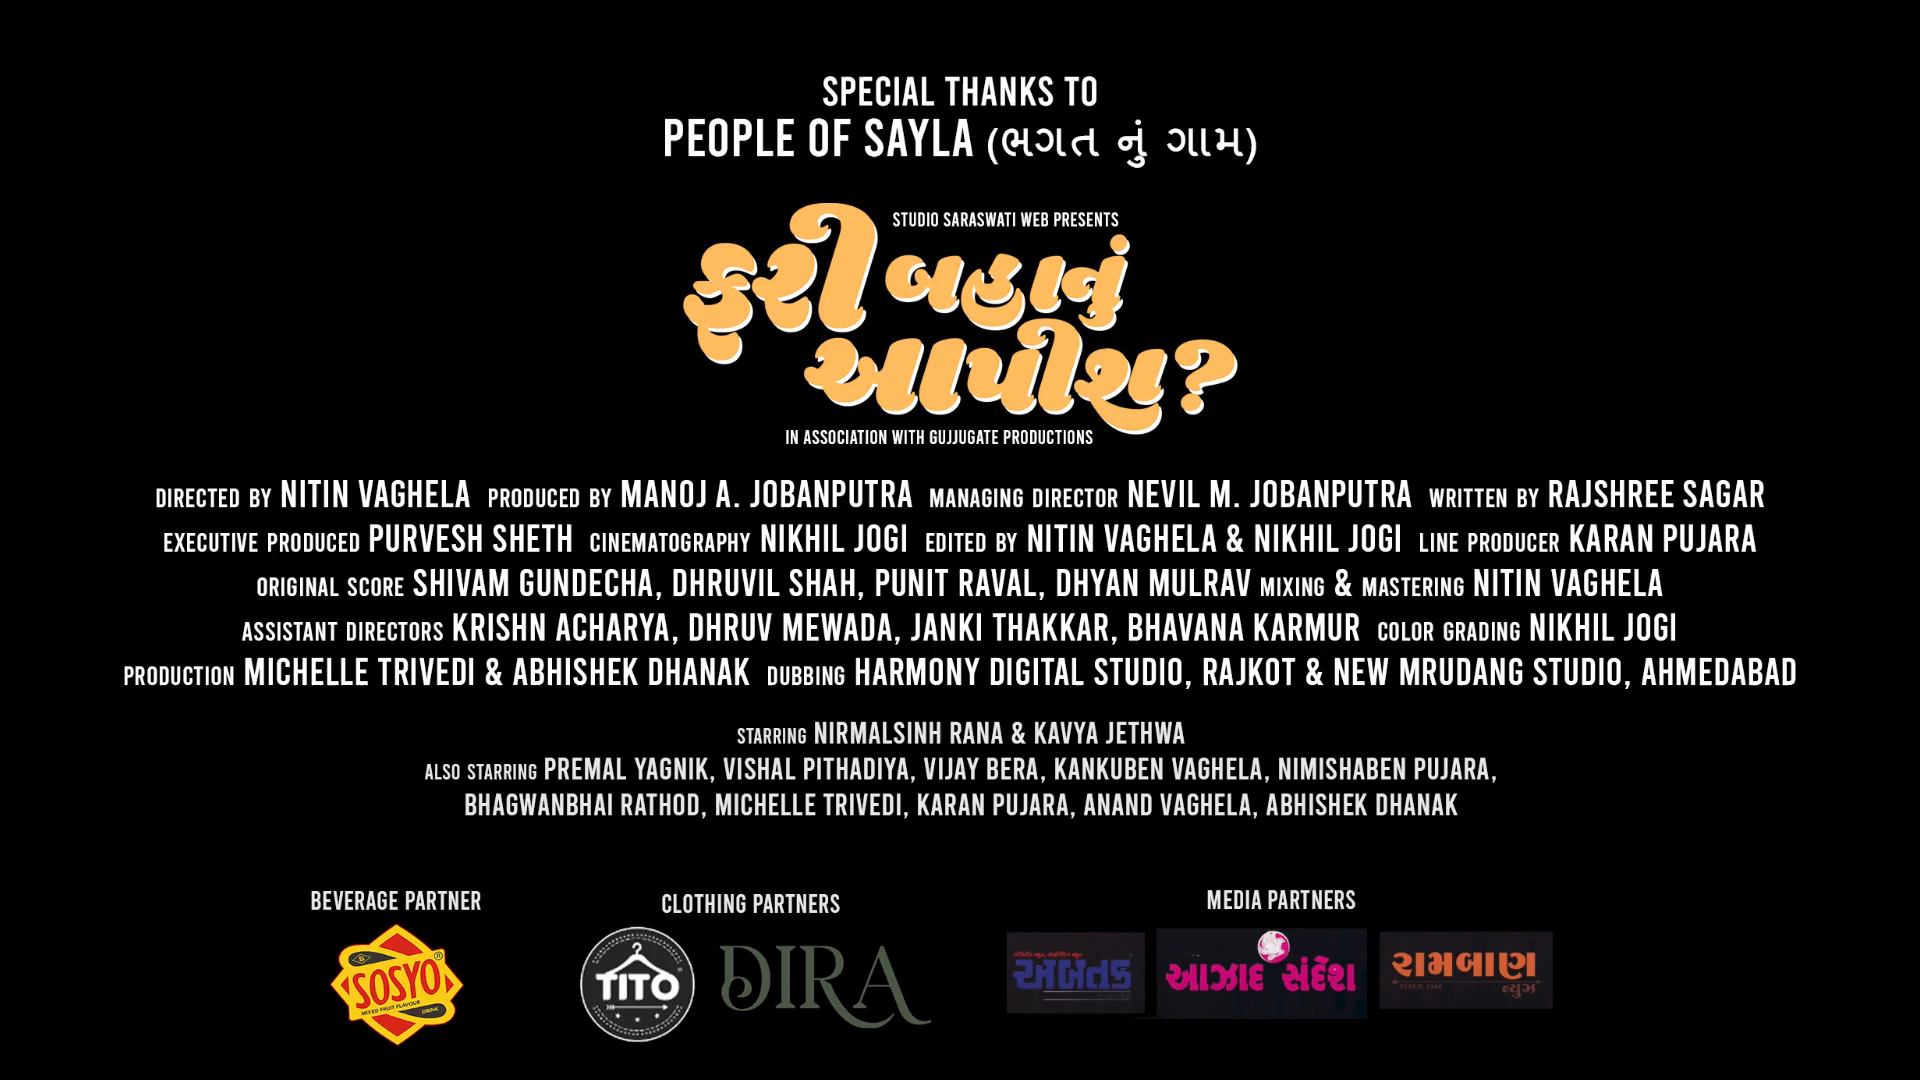 SPECIAL THANKS TO
PEOPLE OF SAYLA (ભગત નું ગામ)
STUDIO SARASWATI WEB PRESENTS
ફરી બહાનું
આપીશ?
IN ASSOCIATION WITH GUJJUGATE PRODUCTIONS
DIRECTED BY NITIN VAGHELA PRODUCED BY MANOJ A. JOBANPUTRA MANAGING DIRECTOR NEVIL M. JOBANPUTRA WRITTEN BY RAJSHREE SAGAR
EXECUTIVE PRODUCED PURVESH SHETH CINEMATOGRAPHY NIKHIL JOGI EDITED BY NITIN VAGHELA & NIKHIL JOGI LINE PRODUCER KARAN PUJARA
ORIGINAL SCORE SHIVAM GUNDECHA, DHRUVIL SHAH, PUNIT RAVAL, DHYAN MULRAV MIXING & MASTERING NITIN VAGHELA
ASSISTANT DIRECTORS KRISHN ACHARYA, DHRUV MEWADA, JANKI THAKKAR, BHAVANA KARMUR COLOR GRADING NIKHIL JOGI
PRODUCTION MICHELLE TRIVEDI & ABHISHEK DHANAK DUBBING HARMONY DIGITAL STUDIO, RAJKOT & NEW MRUDANG STUDIO, AHMEDABAD
STARRING NIRMALSINH RANA & KAVYA JETHWA
ALSO STARRING PREMAL YAGNIK, VISHAL PITHADIYA, VIJAY BERA, KANKUBEN VAGHELA, NIMISHABEN PUJARA,
BHAGWANBHAI RATHOD, MICHELLE TRIVEDI, KARAN PUJARA, ANAND VAGHELA, ABHISHEK DHANAK
BEVERAGE PARTNER
SOSYO®
MIXED FRUIT FLAVOUR DRINK
CLOTHING PARTNERS
TITO
DIRA
MEDIA PARTNERS
અબતક
આઝાદ સંદેશ
રામબાણ
SINCE 1968
ન્યુઝ